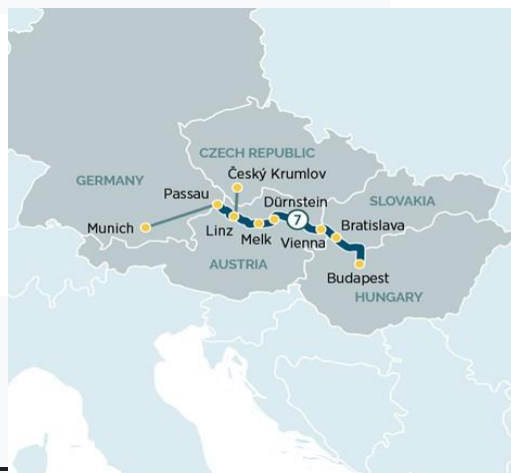 CZECH REPUBLIC
Český Krumlov
GERMANY
Passau
Dürnstein
SLOVAKIA
Munich
Linz
7
Bratislava
Melk
Vienna
AUSTRIA
Budapest
HUNGARY